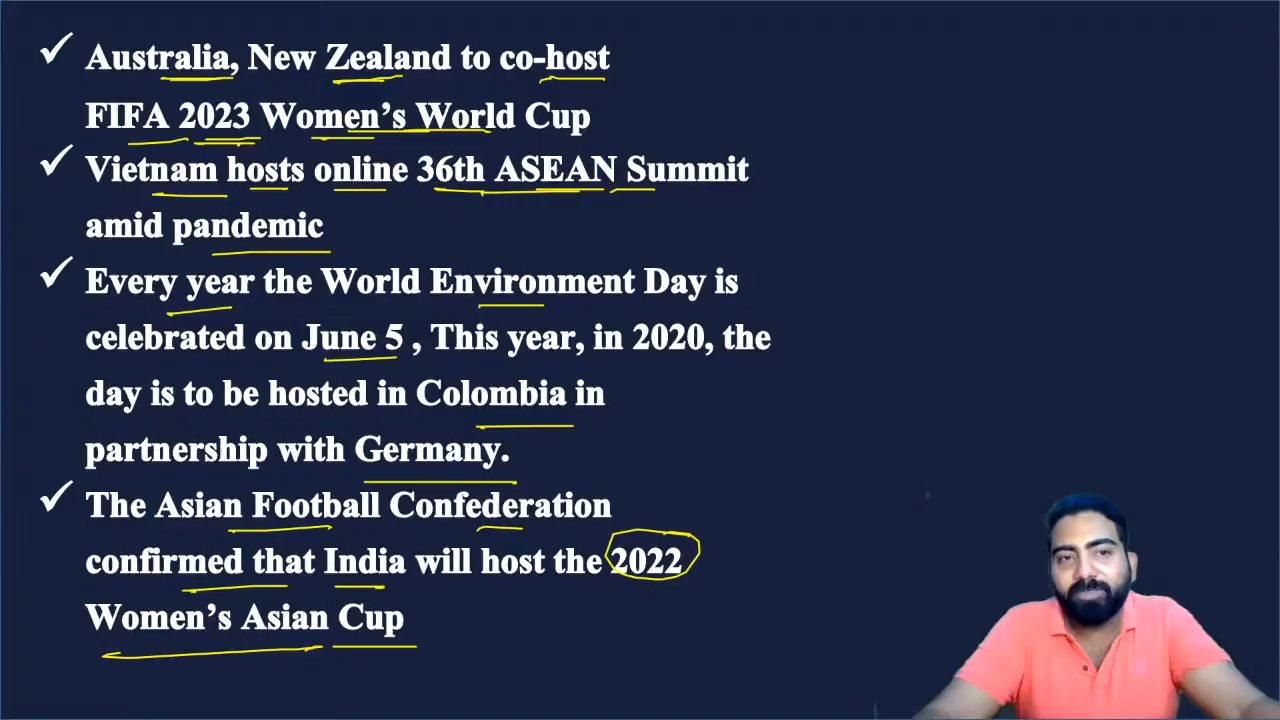 ✓ Australia, New Zealand to co-host
FIFA 2023 Women’s World Cup
✓ Vietnam hosts online 36th ASEAN Summit
amid pandemic
✓ Every year the World Environment Day is
celebrated on June 5 , This year, in 2020, the
day is to be hosted in Colombia in
partnership with Germany.
✓ The Asian Football Confederation
confirmed that India will host the 2022
Women’s Asian Cup